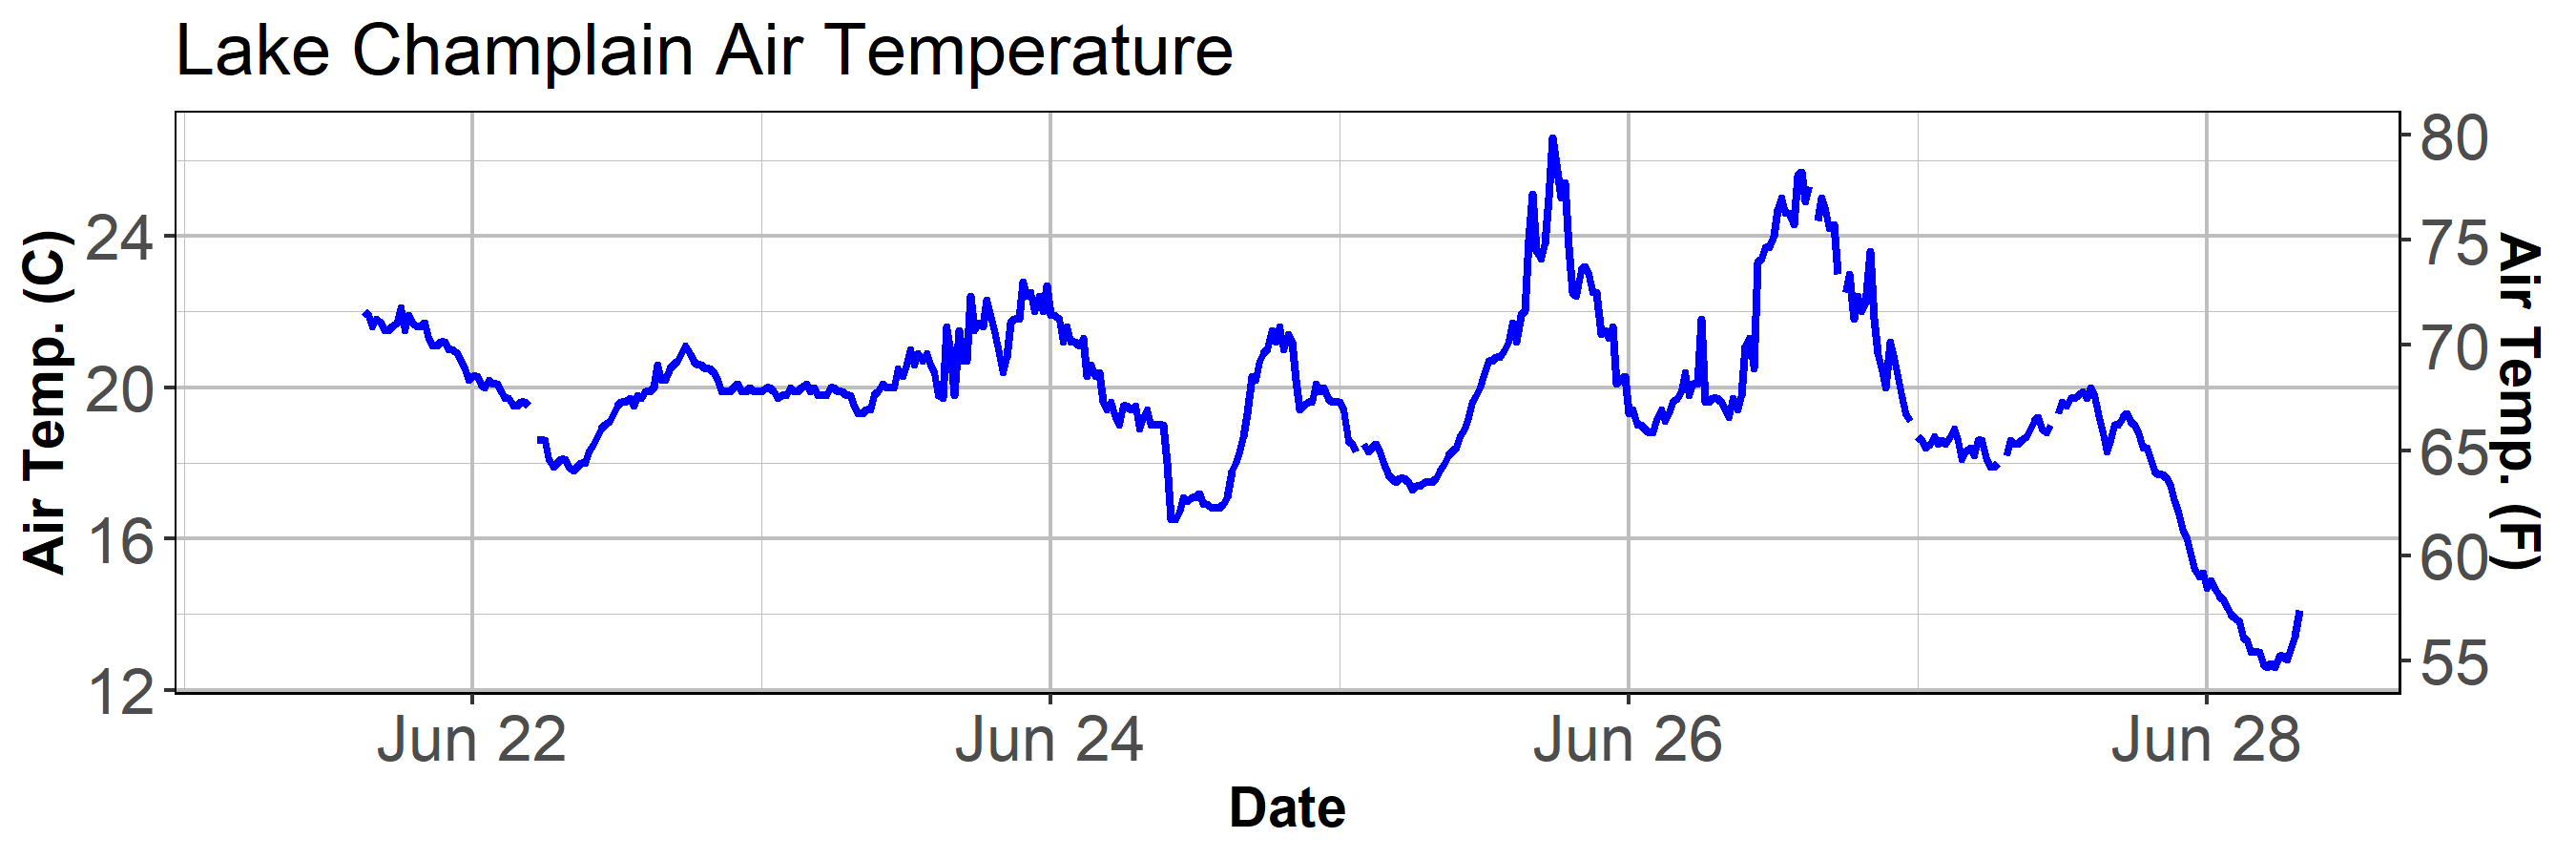 Lake Champlain Air Temperature
Air Temp. (C)
24
20
16
12
80
75
70
65
60
55
Air Temp. (F)
Jun 22 Jun 24 Jun 26 Jun 28
Date